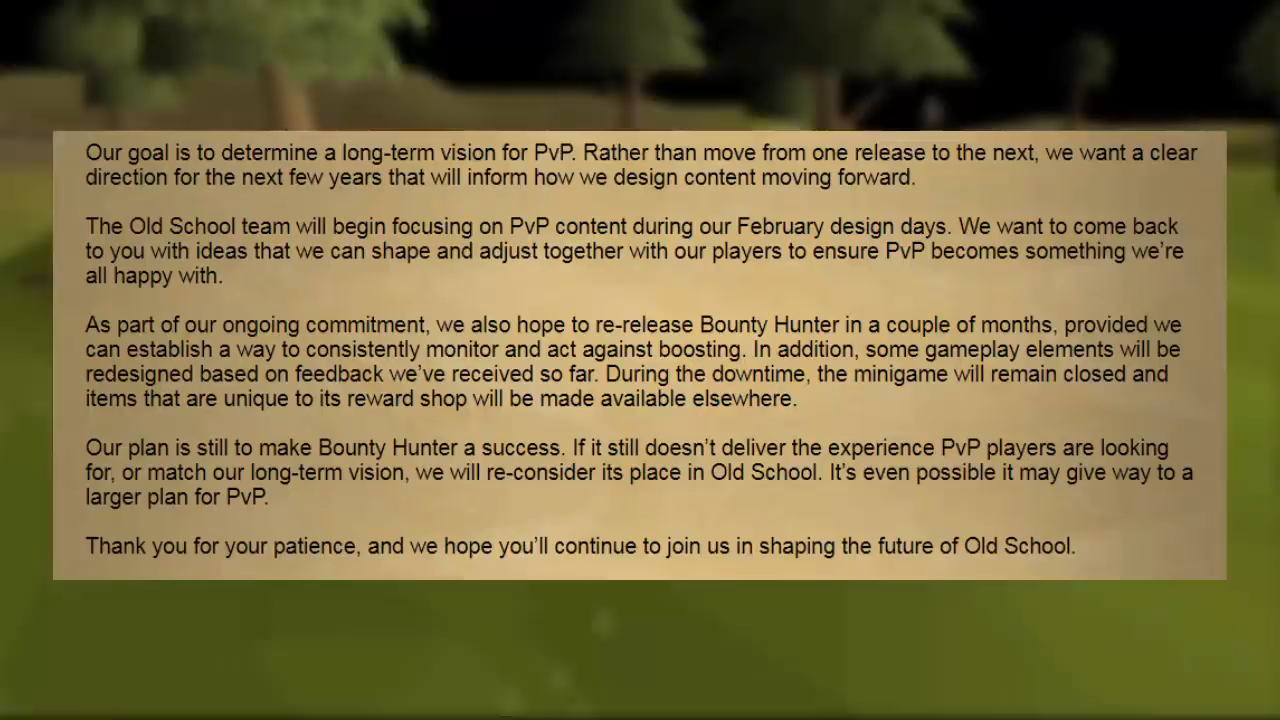 Our goal is to determine a long-term vision for PvP. Rather than move from one release to the next, we want a clear
direction for the next few years that will inform how we design content moving forward.
The Old School team will begin focusing on PvP content during our February design days. We want to come back
to you with ideas that we can shape and adjust together with our players to ensure PvP becomes something we’re
all happy with.
As part of our ongoing commitment, we also hope to re-release Bounty Hunter in a couple of months, provided we
can establish a way to consistently monitor and act against boosting. In addition, some gameplay elements will be
redesigned based on feedback we’ve received so far. During the downtime, the minigame will remain closed and
items that are unique to its reward shop will be made available elsewhere.
Our plan is still to make Bounty Hunter a success. If it still doesn’t deliver the experience PvP players are looking
for, or match our long-term vision, we will re-consider its place in Old School. It’s even possible it may give way to a
larger plan for PvP.
Thank you for your patience, and we hope you’ll continue to join us in shaping the future of Old School.